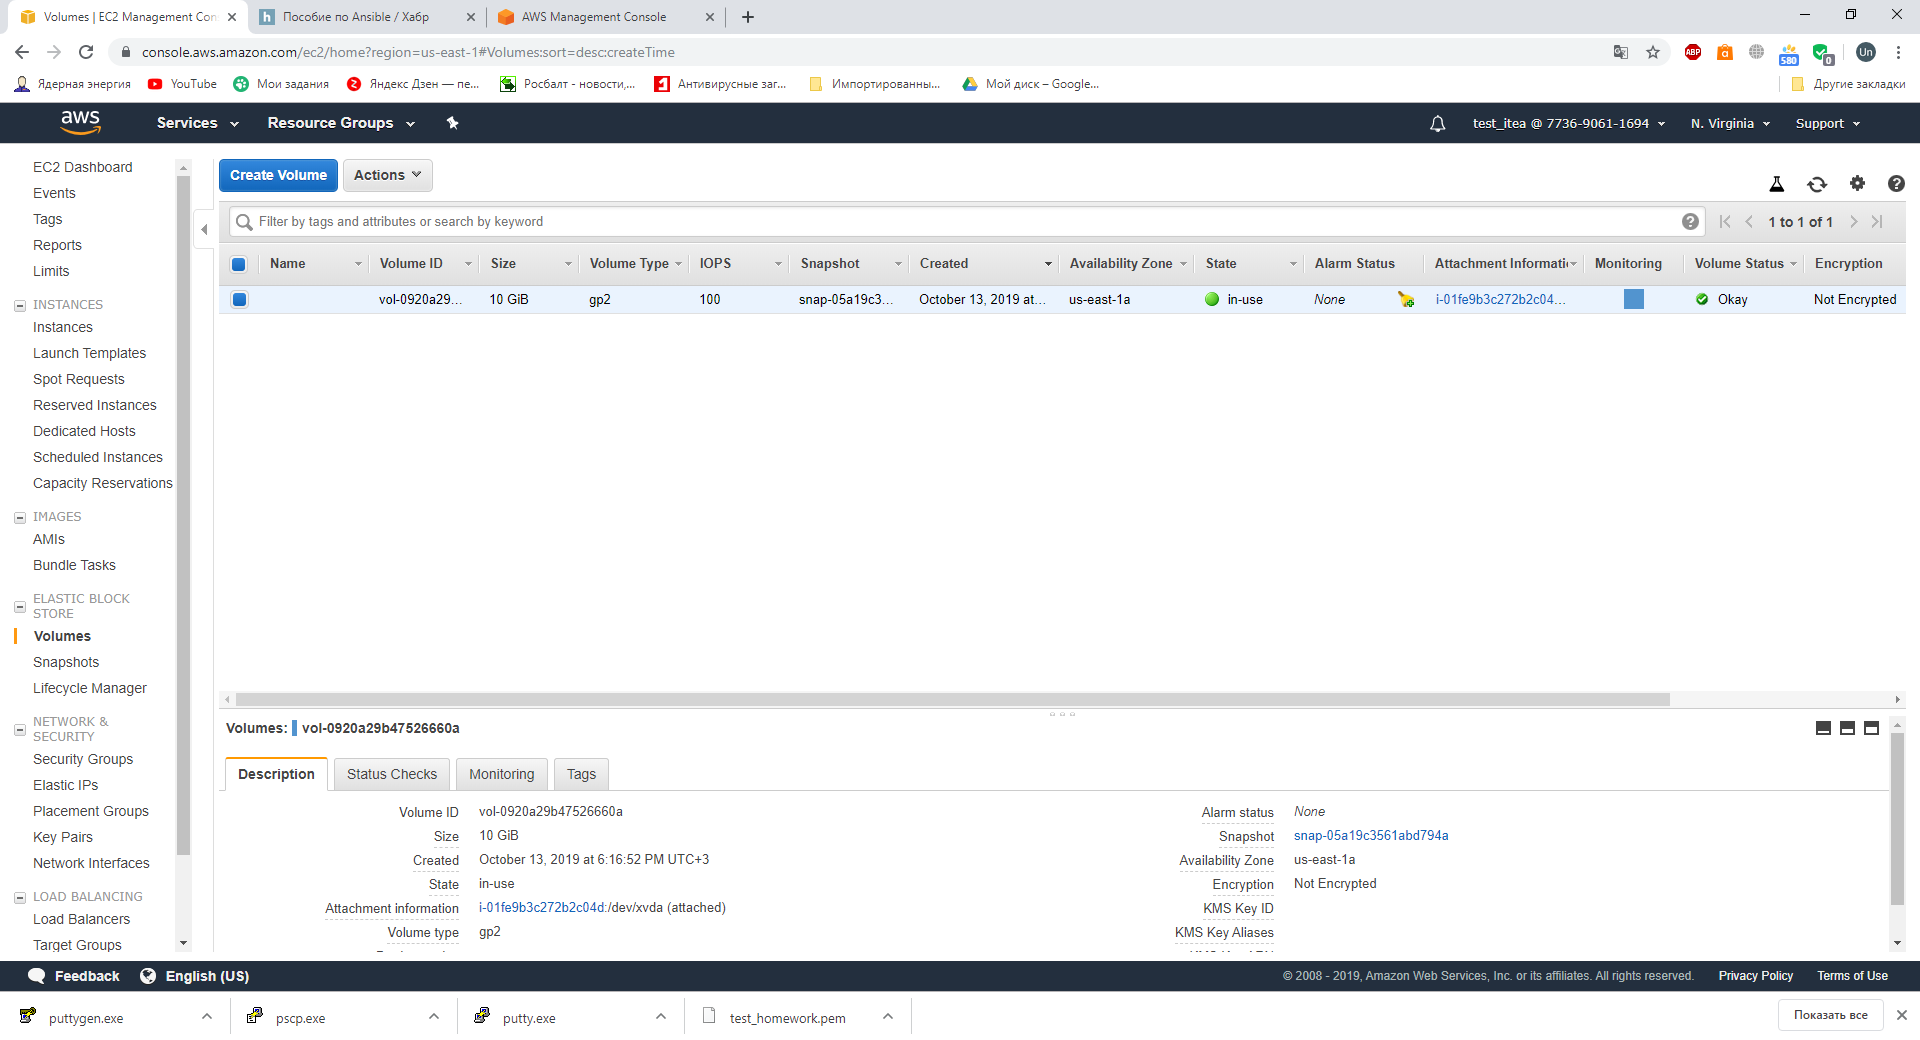 Volumes | EC2 Management Con
Пособие по Ansible / Хабр
AWS Management Console
console.aws.amazon.com/ec2/home?region=us-east-1#Volumes:sort=desc:createTime
ABP
a
580
0
Un
Ядерная энергия
YouTube
Мои задания
Яндекс Дзен — пе...
Росбалт - новости,...
Антивирусные заг...
Импортированны...
Мой диск – Google...
Другие закладки
aws
Services
Resource Groups
test_itea @ 7736-9061-1694
N. Virginia
Support
EC2 Dashboard
Events
Tags
Reports
Limits
INSTANCES
Instances
Launch Templates
Spot Requests
Reserved Instances
Dedicated Hosts
Scheduled Instances
Capacity Reservations
IMAGES
AMIs
Bundle Tasks
ELASTIC BLOCK
STORE
Volumes
Snapshots
Lifecycle Manager
NETWORK &
SECURITY
Security Groups
Elastic IPs
Placement Groups
Key Pairs
Network Interfaces
LOAD BALANCING
Load Balancers
Target Groups
Create Volume
Actions
Filter by tags and attributes or search by keyword
1 to 1 of 1
Name Volume ID Size Volume Type IOPS Snapshot Created Availability Zone State Alarm Status Attachment Informati Monitoring Volume Status Encryption
vol-0920a29... 10 GiB gp2 100 snap-05a19c3... October 13, 2019 at... us-east-1a in-use None i-01fe9b3c272b2c04... Okay Not Encrypted
Volumes: vol-0920a29b47526660a
Description
Status Checks
Monitoring
Tags
Volume ID vol-0920a29b47526660a
Size 10 GiB
Created October 13, 2019 at 6:16:52 PM UTC+3
State in-use
Attachment information i-01fe9b3c272b2c04d:/dev/xvda (attached)
Volume type gp2
Alarm status None
Snapshot snap-05a19c3561abd794a
Availability Zone us-east-1a
Encryption Not Encrypted
KMS Key ID
KMS Key Aliases
Feedback
English (US)
© 2008 - 2019, Amazon Web Services, Inc. or its affiliates. All rights reserved.
Privacy Policy
Terms of Use
puttygen.exe
pscp.exe
putty.exe
test_homework.pem
Показать все